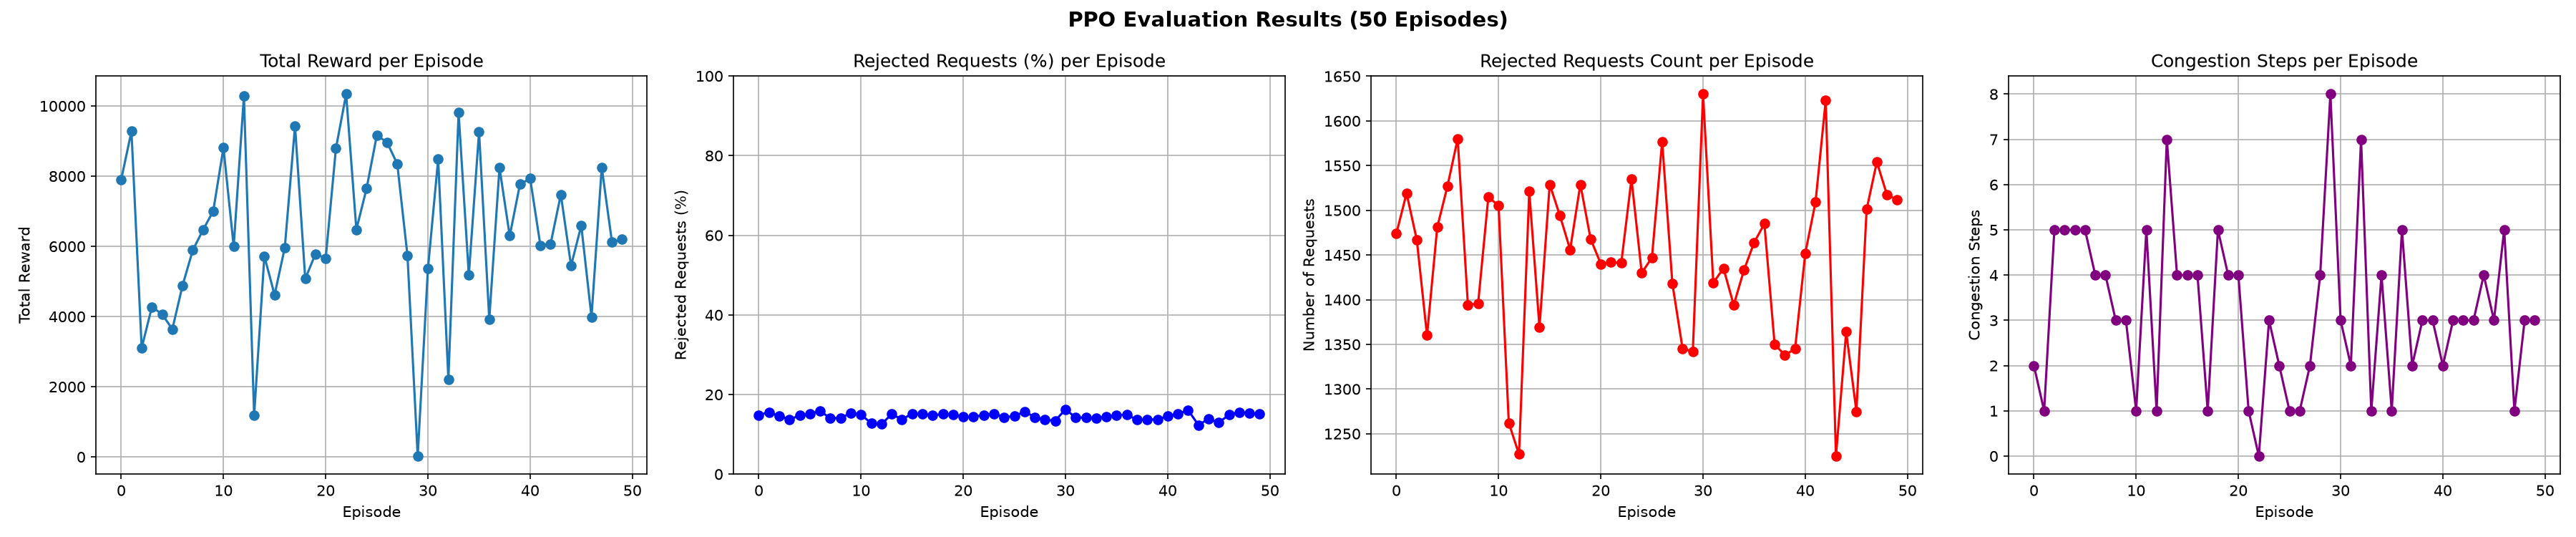 PPO Evaluation Results (50 Episodes)
Total Reward per Episode
Total Reward
10000
8000
6000
4000
2000
0
0 10 20 30 40 50
Episode
Rejected Requests (%) per Episode
Rejected Requests (%)
100
80
60
40
20
0
0 10 20 30 40 50
Episode
Rejected Requests Count per Episode
Number of Requests
1650
1600
1550
1500
1450
1400
1350
1300
1250
0 10 20 30 40 50
Episode
Congestion Steps per Episode
Congestion Steps
8
7
6
5
4
3
2
1
0
0 10 20 30 40 50
Episode